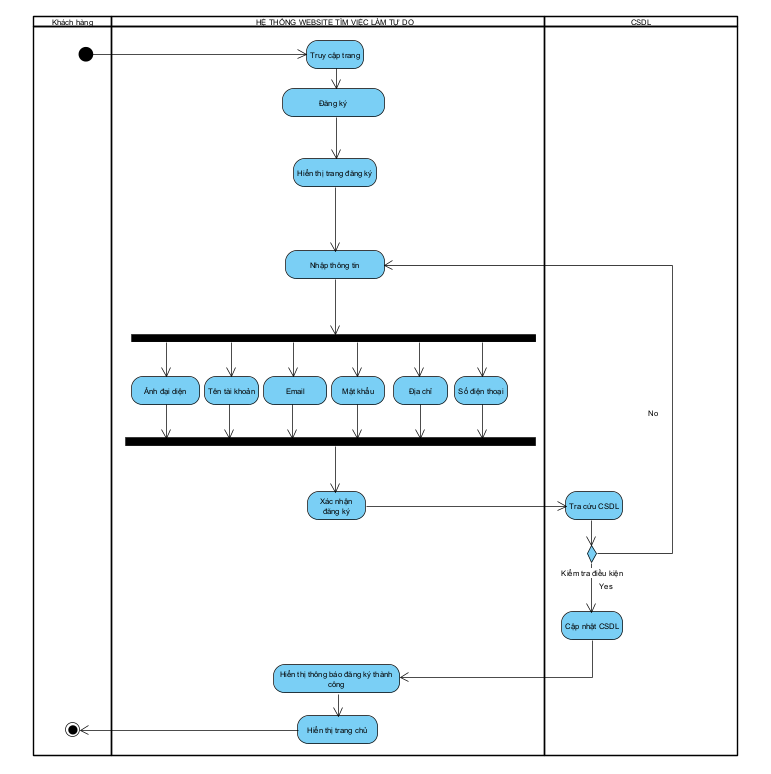 Khách hàng
HỆ THỐNG WEBSITE TÌM VIỆC LÀM TỰ DO
CSDL
Truy cập trang
Đăng ký
Hiển thị trang đăng ký
Nhập thông tin
Ảnh đại diện
Tên tài khoản
Email
Mật khẩu
Địa chỉ
Số điện thoại
No
Xác nhận
đăng ký
Tra cứu CSDL
Kiểm tra điều kiện
Yes
Cập nhật CSDL
Hiển thị thông báo đăng ký thành
công
Hiển thị trang chủ